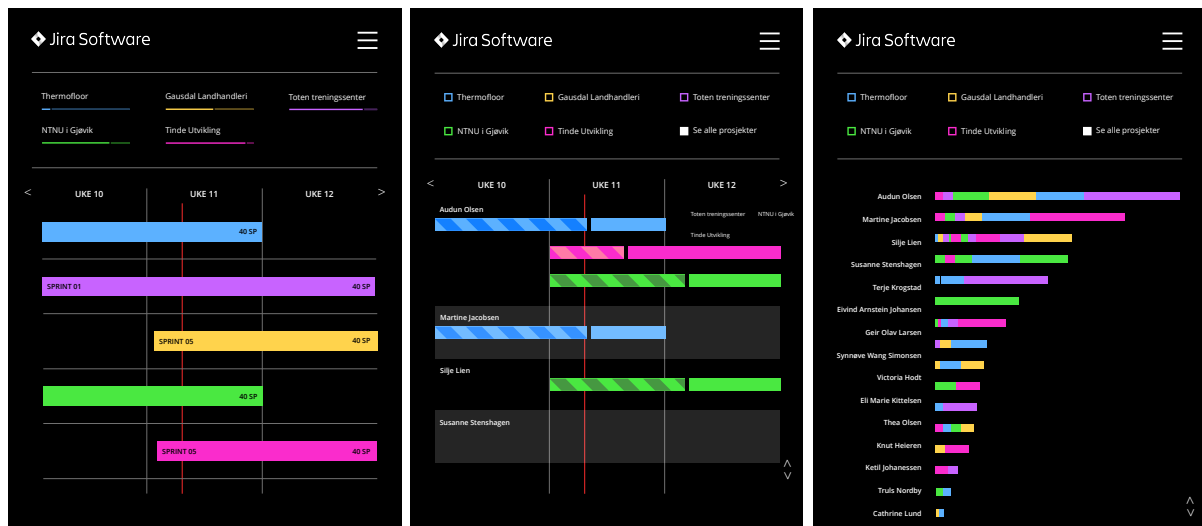 Jira Software
Thermofloor
Gausdal Landhandleri
Toten treningssenter
NTNU i Gjøvik
Tinde Utvikling
< UKE 10 UKE 11 UKE 12 >
40 SP
SPRINT 01 40 SP
SPRINT 05 40 SP
40 SP
SPRINT 05 40 SP
Jira Software
Thermofloor
Gausdal Landhandleri
Toten treningssenter
NTNU i Gjøvik
Tinde Utvikling
Se alle prosjekter
< UKE 10 UKE 11 UKE 12 >
Audun Olsen
Toten treningssenter NTNU i Gjøvik
Tinde Utvikling
Martine Jacobsen
Silje Lien
Susanne Stenshagen
Jira Software
Thermofloor
Gausdal Landhandleri
Toten treningssenter
NTNU i Gjøvik
Tinde Utvikling
Se alle prosjekter
Audun Olsen
Martine Jacobsen
Silje Lien
Susanne Stenshagen
Terje Krogstad
Eivind Arnstein Johansen
Geir Olav Larsen
Synnøve Wang Simonsen
Victoria Hodt
Eli Marie Kittelsen
Thea Olsen
Knut Heieren
Ketil Johanessen
Truls Nordby
Cathrine Lund